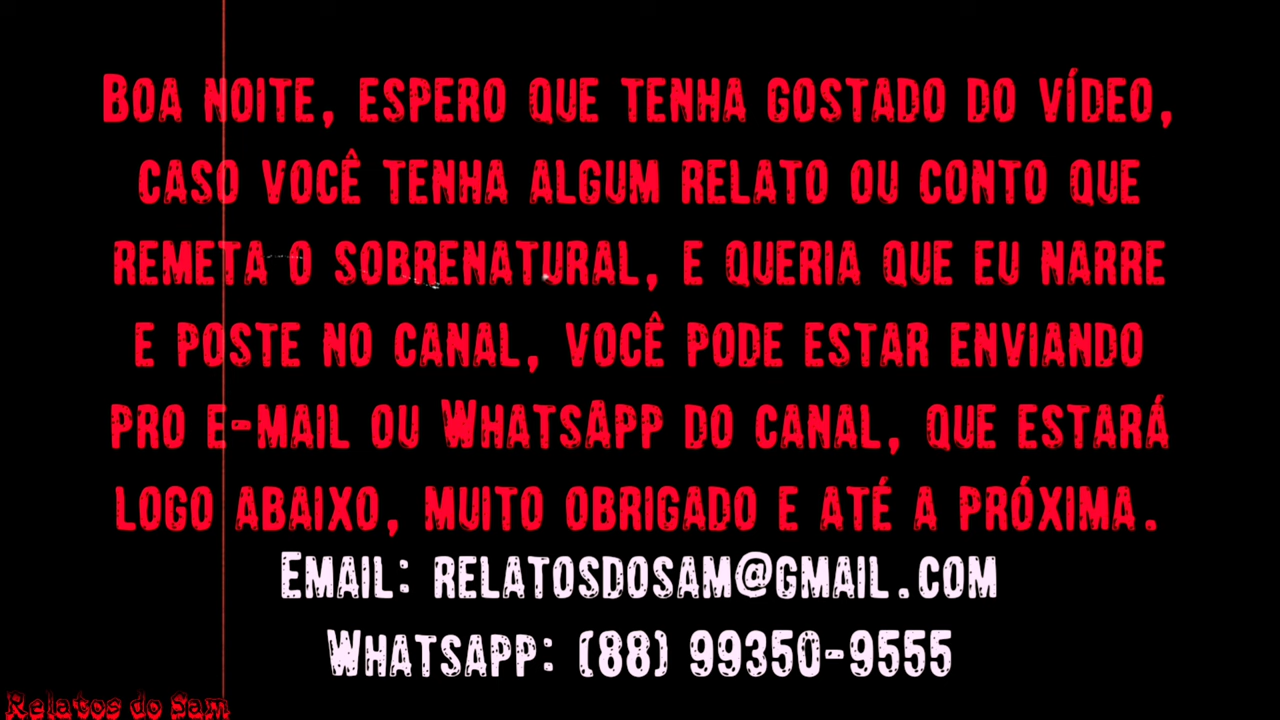 Boa noite, espero que tenha gostado do vídeo,
caso você tenha algum relato ou conto que
remeta o sobrenatural, e queria que eu narre
e poste no canal, você pode estar enviando
pro e-mail ou WhatsApp do canal, que estará
logo abaixo, muito obrigado e até a próxima.
Email: relatosdosam@gmail.com
Whatsapp: (88) 99350-9555
Relatos do Sam